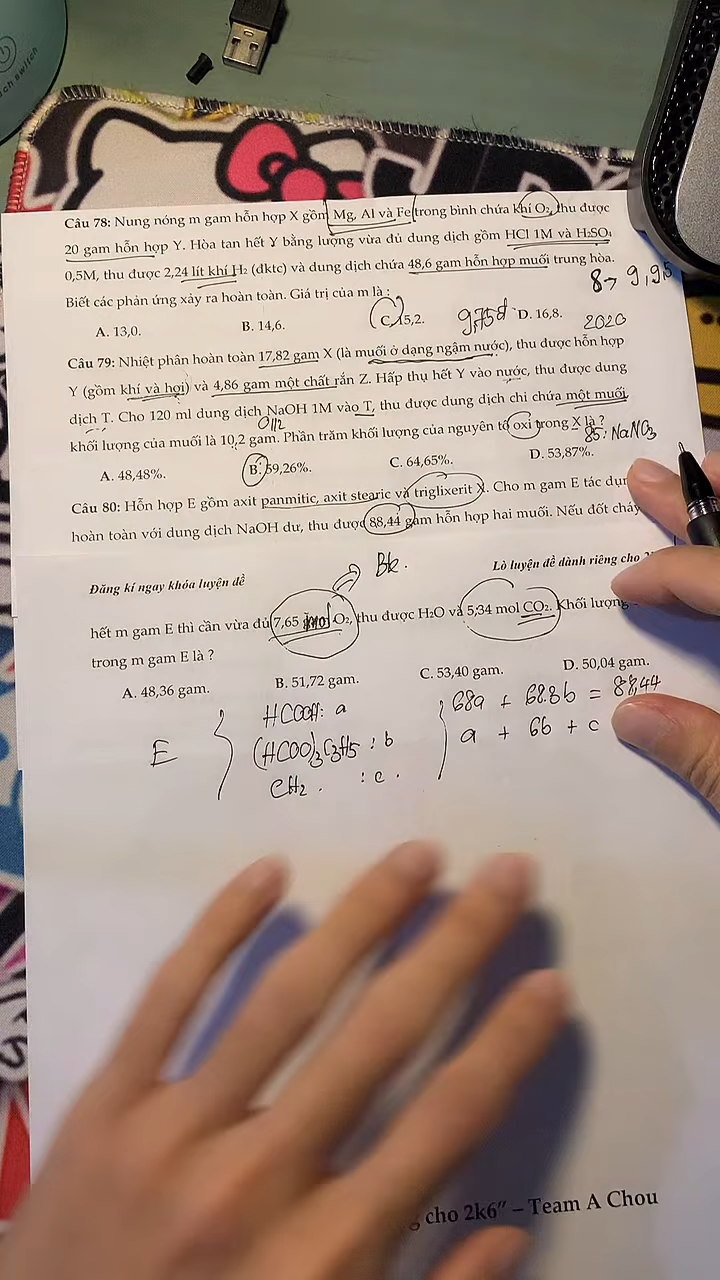 Câu 78: Nung nóng m gam hỗn hợp X gồm Mg, Al và Fe trong bình chứa khí O₂, thu được
20 gam hỗn hợp Y. Hòa tan hết Y bằng lượng vừa đủ dung dịch gồm HCl 1M và H₂SO₄
0,5M, thu được 2,24 lít khí H₂ (đktc) và dung dịch chứa 48,6 gam hỗn hợp muối trung hòa.
Biết các phản ứng xảy ra hoàn toàn. Giá trị của m là :
8 → 9, 9,5
A. 13,0. B. 14,6. C. 15,2. 9,75đ D. 16,8.
2020
Câu 79: Nhiệt phân hoàn toàn 17,82 gam X (là muối ở dạng ngậm nước), thu được hỗn hợp
Y (gồm khí và hơi) và 4,86 gam một chất rắn Z. Hấp thụ hết Y vào nước, thu được dung
dịch T. Cho 120 ml dung dịch NaOH 1M vào T, thu được dung dịch chỉ chứa một muối,
0,12
khối lượng của muối là 10,2 gam. Phần trăm khối lượng của nguyên tố oxi trong X là ?
85: NaNO₃
A. 48,48%. B. 59,26%. C. 64,65%. D. 53,87%.
Câu 80: Hỗn hợp E gồm axit panmitic, axit stearic và triglixerit X. Cho m gam E tác dụng
hoàn toàn với dung dịch NaOH dư, thu được 88,44 gam hỗn hợp hai muối. Nếu đốt cháy
Đăng kí ngay khóa luyện đề Lò luyện đề dành riêng cho
Btk.
hết m gam E thì cần vừa đủ 7,65 mol O₂, thu được H₂O và 5,34 mol CO₂. Khối lượng
trong m gam E là ?
A. 48,36 gam. B. 51,72 gam. C. 53,40 gam. D. 50,04 gam.
E
HCOOH: a
(HCOO)₃C₃H₅ : b
CH₂ : c.
68a + 68.3b = 88,44
a + 6b + c
cho 2k6" – Team A Chou